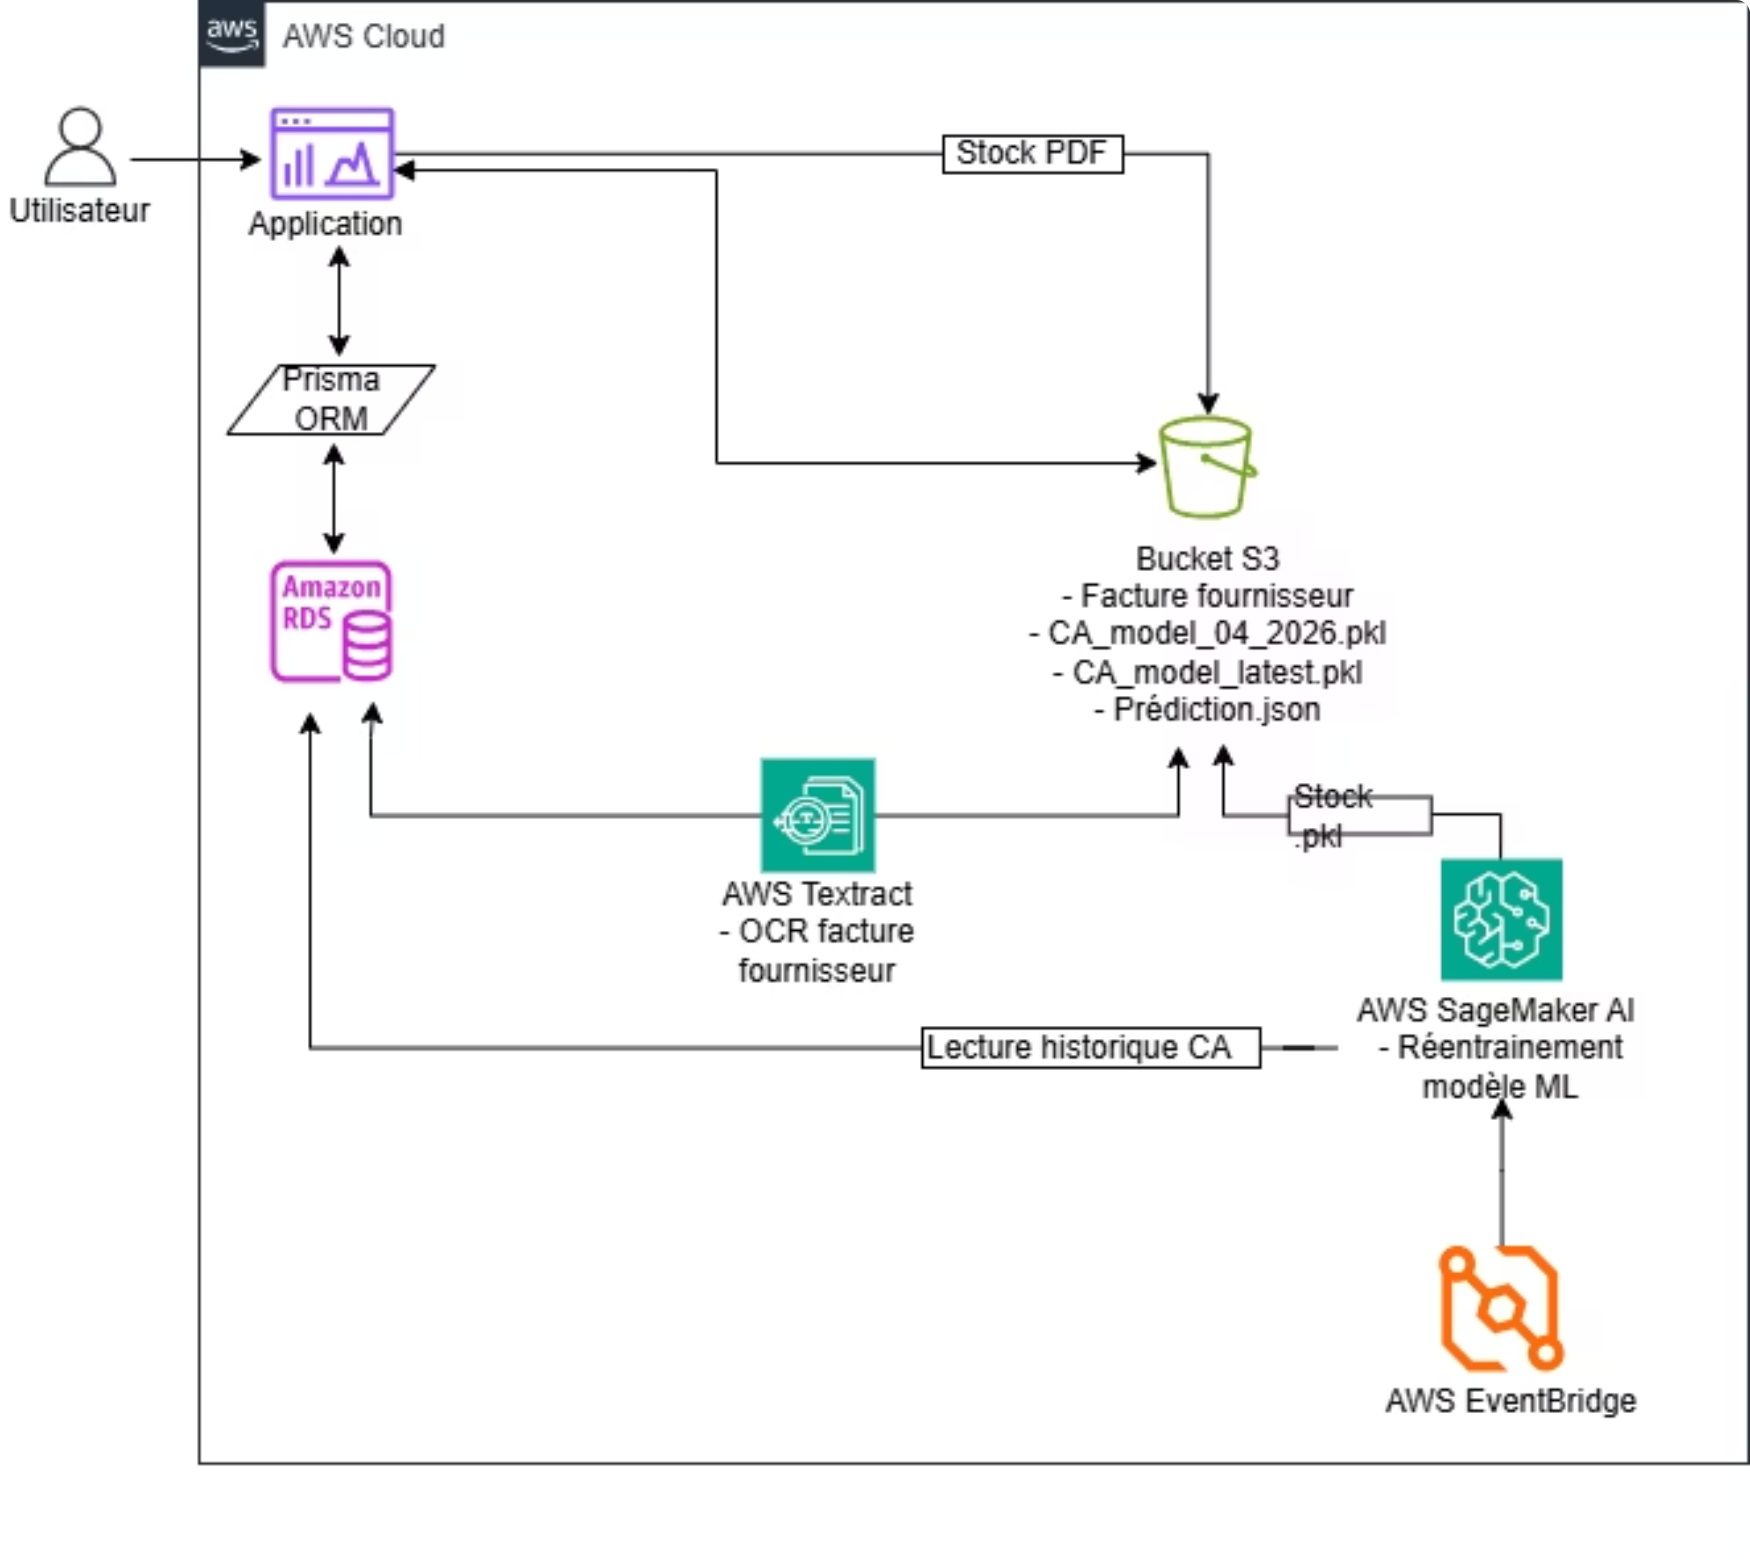 aws
AWS Cloud
Utilisateur
Application
Stock PDF
Prisma
ORM
Amazon
RDS
Bucket S3
- Facture fournisseur
- CA_model_04_2026.pkl
- CA_model_latest.pkl
- Prédiction.json
Stock
.pkl
AWS Textract
- OCR facture
fournisseur
AWS SageMaker AI
- Réentrainement
modèle ML
Lecture historique CA
AWS EventBridge